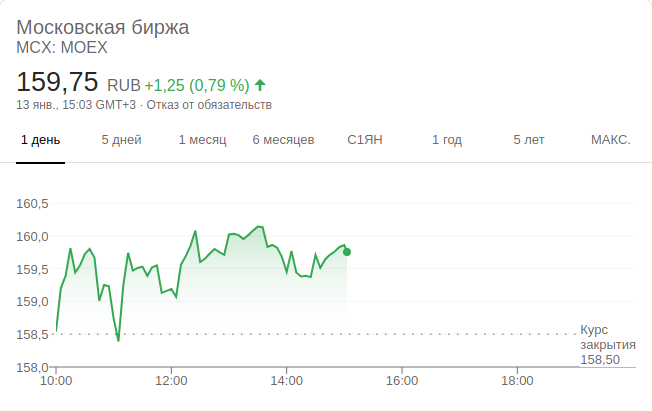 Московская биржа
MCX: MOEX
159,75 RUB +1,25 (0,79 %)
13 янв., 15:03 GMT+3 · Отказ от обязательств
1 день 5 дней 1 месяц 6 месяцев С1ЯН 1 год 5 лет МАКС.
160,5
160,0
159,5
159,0
158,5
Курс
закрытия
158,50
158,0
10:00 12:00 14:00 16:00 18:00